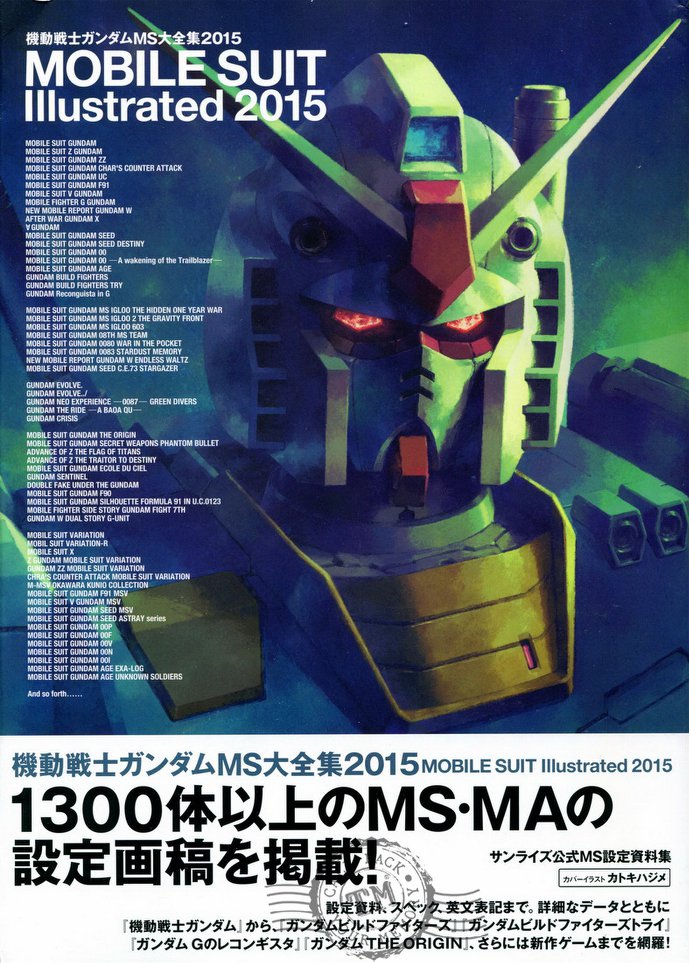 機動戦士ガンダムMS大全集2015
MOBILE SUIT
Illustrated 2015
MOBILE SUIT GUNDAM
MOBILE SUIT Z GUNDAM
MOBILE SUIT GUNDAM ZZ
MOBILE SUIT GUNDAM CHAR'S COUNTER ATTACK
MOBILE SUIT GUNDAM UC
MOBILE SUIT GUNDAM F91
MOBILE SUIT V GUNDAM
MOBILE FIGHTER G GUNDAM
NEW MOBILE REPORT GUNDAM W
AFTER WAR GUNDAM X
∀ GUNDAM
MOBILE SUIT GUNDAM SEED
MOBILE SUIT GUNDAM SEED DESTINY
MOBILE SUIT GUNDAM 00
MOBILE SUIT GUNDAM 00 —A wakening of the Trailblazer—
MOBILE SUIT GUNDAM AGE
GUNDAM BUILD FIGHTERS
GUNDAM BUILD FIGHTERS TRY
GUNDAM Reconguista in G
MOBILE SUIT GUNDAM MS IGLOO THE HIDDEN ONE YEAR WAR
MOBILE SUIT GUNDAM MS IGLOO 2 THE GRAVITY FRONT
MOBILE SUIT GUNDAM MS IGLOO 603
MOBILE SUIT GUNDAM 08TH MS TEAM
MOBILE SUIT GUNDAM 0080 WAR IN THE POCKET
MOBILE SUIT GUNDAM 0083 STARDUST MEMORY
NEW MOBILE REPORT GUNDAM W ENDLESS WALTZ
MOBILE SUIT GUNDAM SEED C.E.73 STARGAZER
GUNDAM EVOLVE.
GUNDAM EVOLVE../
GUNDAM NEO EXPERIENCE —0087— GREEN DIVERS
GUNDAM THE RIDE —A BAOA QU—
GUNDAM CRISIS
MOBILE SUIT GUNDAM THE ORIGIN
MOBILE SUIT GUNDAM SECRET WEAPONS PHANTOM BULLET
ADVANCE OF Z THE FLAG OF TITANS
ADVANCE OF Z THE TRAITOR TO DESTINY
MOBILE SUIT GUNDAM ECOLE DU CIEL
GUNDAM SENTINEL
DOUBLE FAKE UNDER THE GUNDAM
MOBILE SUIT GUNDAM F90
MOBILE SUIT GUNDAM SILHOUETTE FORMULA 91 IN U.C.0123
MOBILE FIGHTER SIDE STORY GUNDAM FIGHT 7TH
GUNDAM W DUAL STORY G-UNIT
MOBILE SUIT VARIATION
MOBIL SUIT VARIATION-R
MOBILE SUIT X
Z GUNDAM MOBILE SUIT VARIATION
GUNDAM ZZ MOBILE SUIT VARIATION
CHRA'S COUNTER ATTACK MOBILE SUIT VARIATION
M-MSV OKAWARA KUNIO COLLECTION
MOBILE SUIT GUNDAM F91 MSV
MOBILE SUIT V GUNDAM MSV
MOBILE SUIT GUNDAM SEED MSV
MOBILE SUIT GUNDAM SEED ASTRAY series
MOBILE SUIT GUNDAM 00P
MOBILE SUIT GUNDAM 00F
MOBILE SUIT GUNDAM 00V
MOBILE SUIT GUNDAM 00N
MOBILE SUIT GUNDAM 00I
MOBILE SUIT GUNDAM AGE EXA-LOG
MOBILE SUIT GUNDAM AGE UNKNOWN SOLDIERS
And so forth……
機動戦士ガンダムMS大全集2015 MOBILE SUIT Illustrated 2015
1300体以上のMS・MAの
設定画稿を掲載!
サンライズ公式MS設定資料集
カバーイラスト カトキハジメ
TM
設定資料、スペック、英文表記まで。詳細なデータとともに
『機動戦士ガンダム』から、『ガンダムビルドファイターズ』『ガンダムビルドファイターズトライ』
『ガンダム Gのレコンギスタ』『ガンダム THE ORIGIN』、さらには新作ゲームまでを網羅!